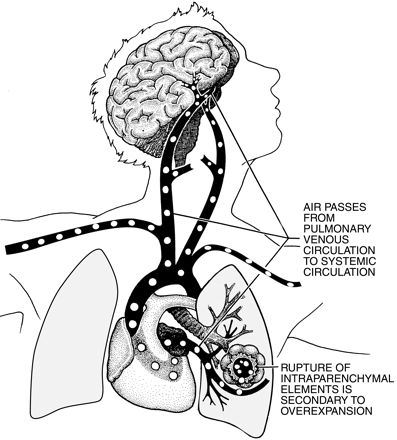 AIR PASSES
FROM
PULMONARY
VENOUS
CIRCULATION
TO SYSTEMIC
CIRCULATION
RUPTURE OF
INTRAPARENCHYMAL
ELEMENTS IS
SECONDARY TO
OVEREXPANSION